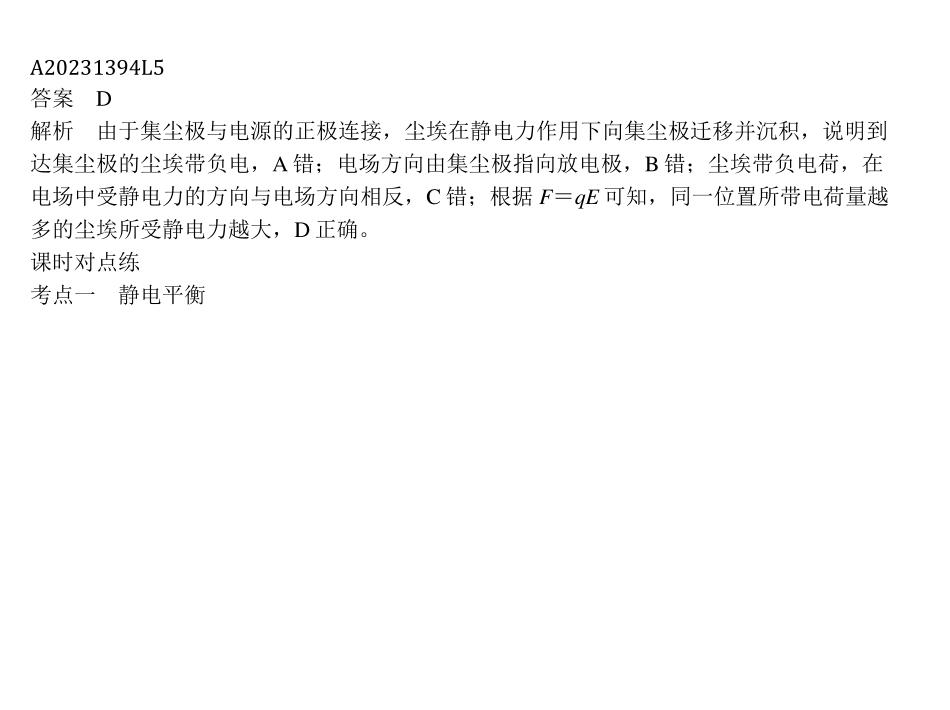 A20231394L5
答案　D
解析　由于集尘极与电源的正极连接，尘埃在静电力作用下向集尘极迁移并沉积，说明到
达集尘极的尘埃带负电，A 错；电场方向由集尘极指向放电极，B 错；尘埃带负电荷，在
电场中受静电力的方向与电场方向相反，C 错；根据 F＝qE 可知，同一位置所带电荷量越
多的尘埃所受静电力越大，D 正确。
课时对点练
考点一　静电平衡